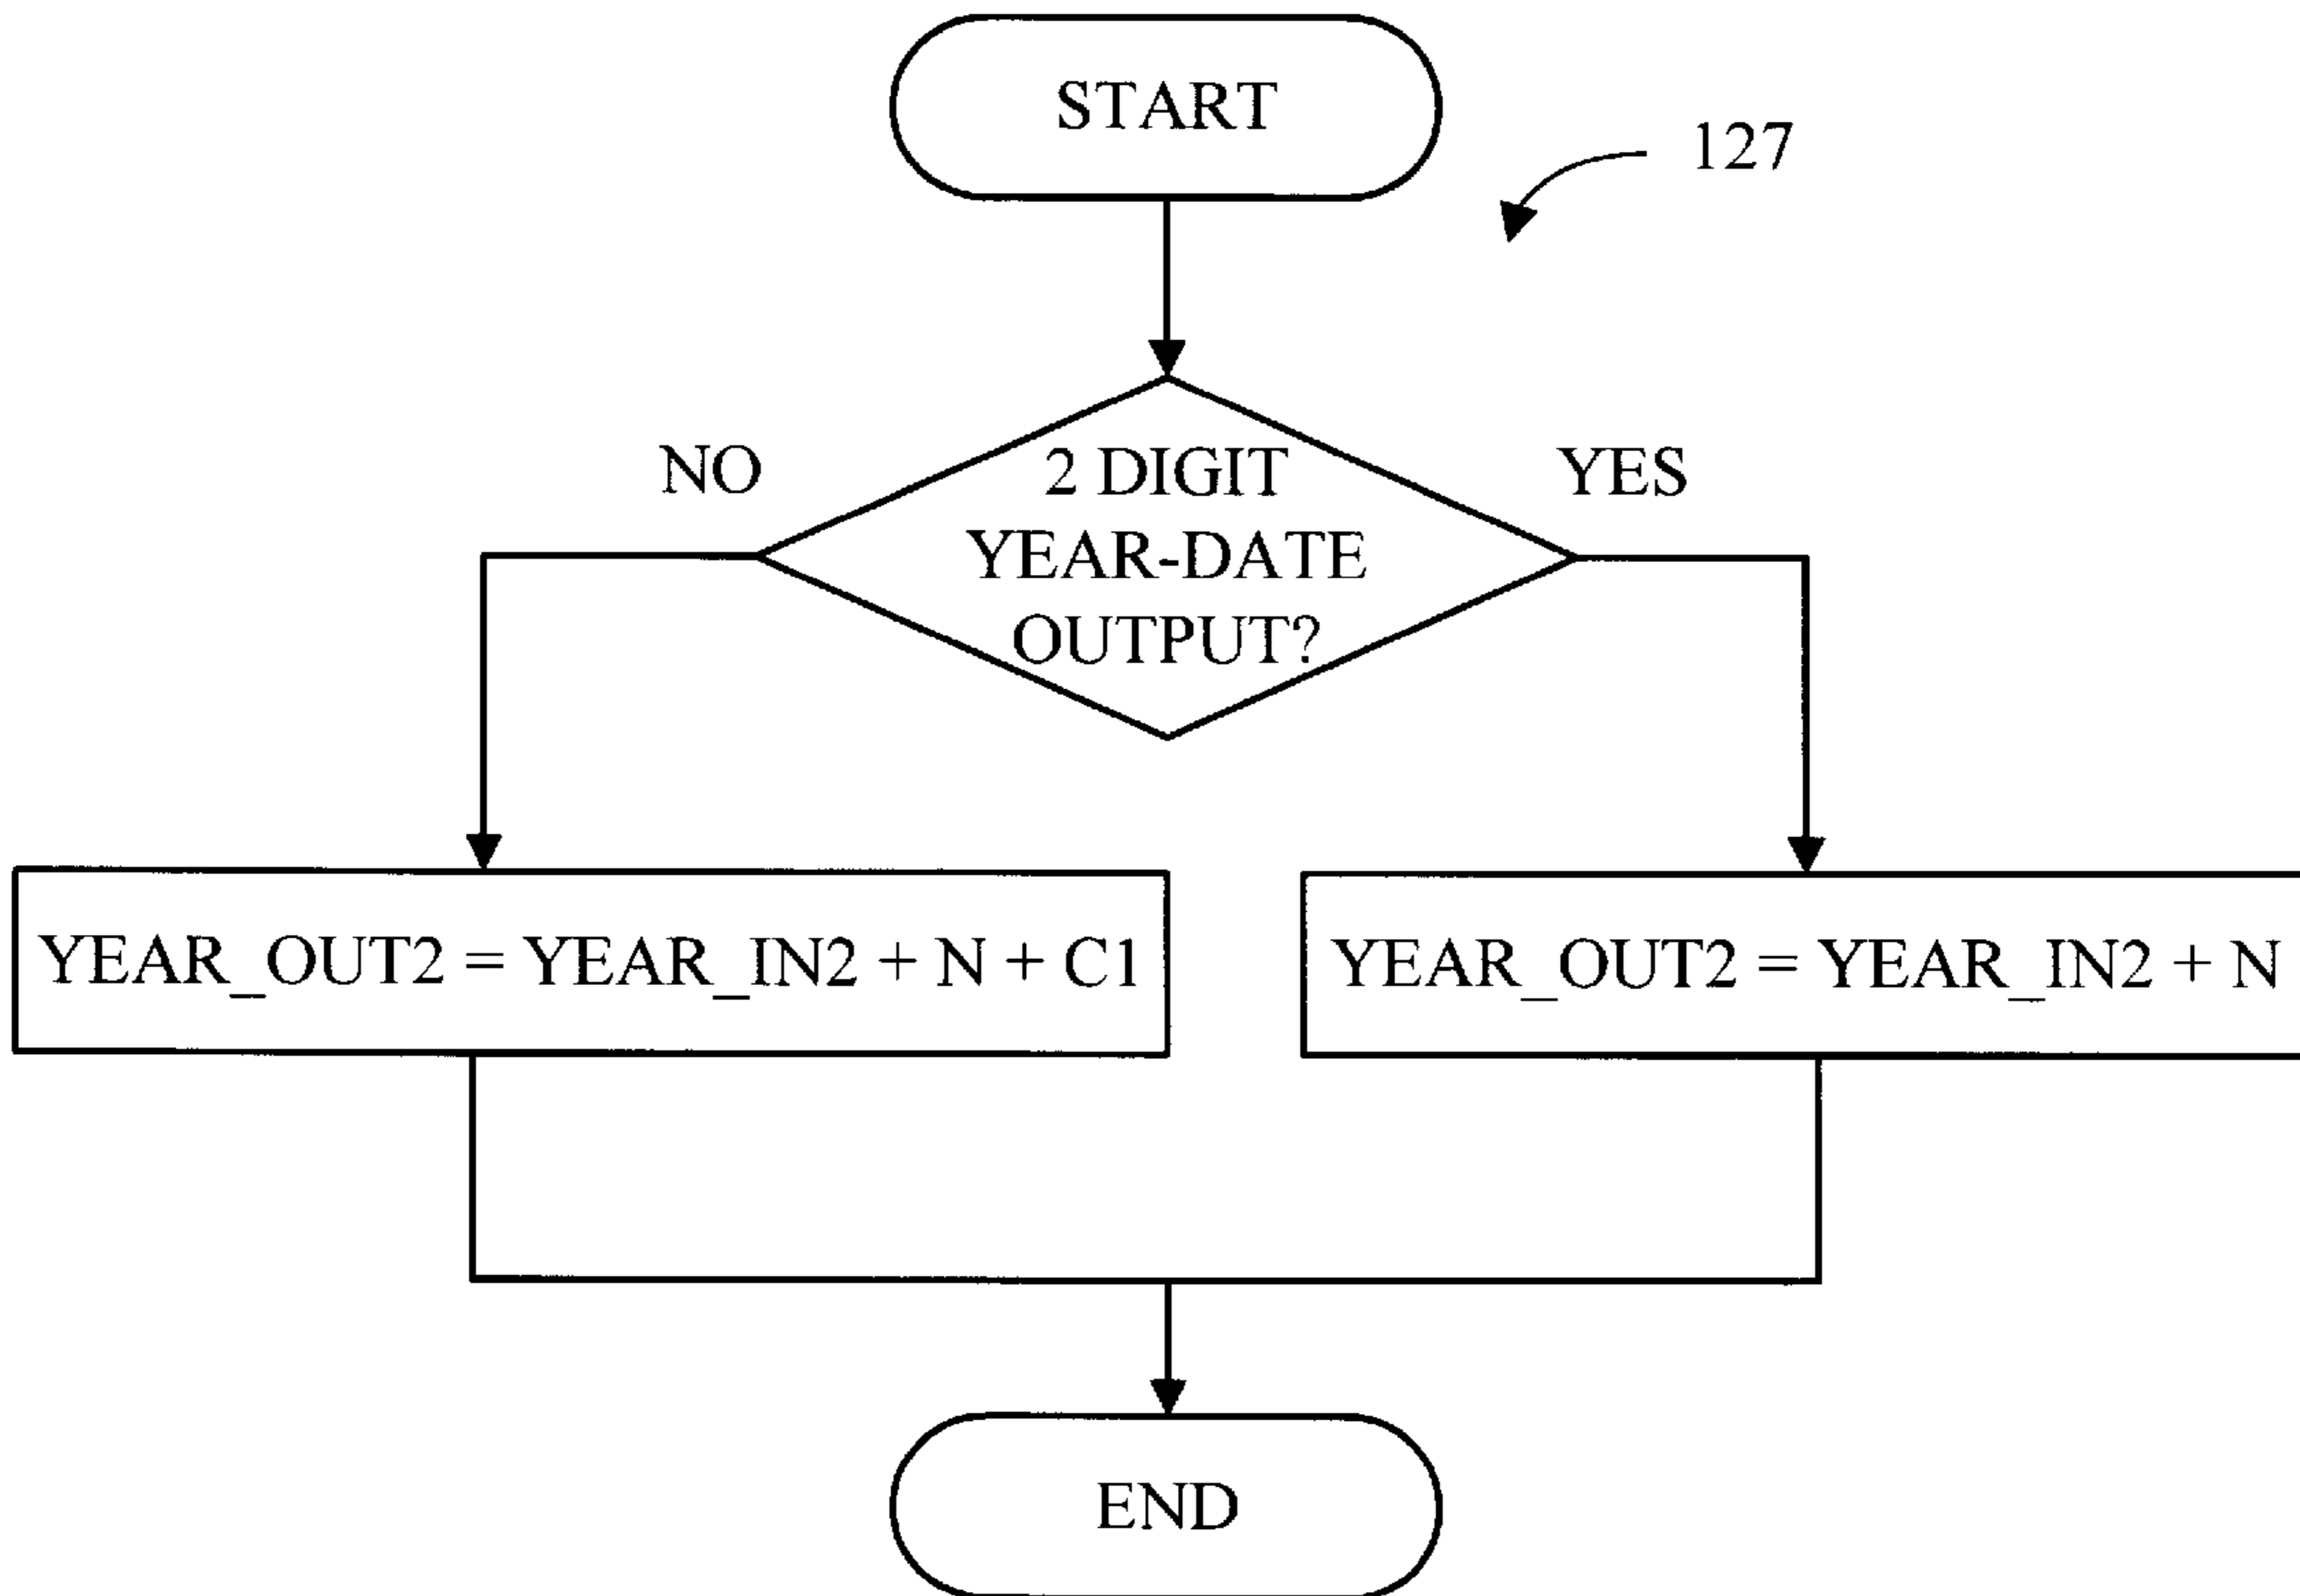 START
127
NO
2 DIGIT
YEAR-DATE
OUTPUT?
YES
YEAR_OUT2 = YEAR_IN2 + N + C1
YEAR_OUT2 = YEAR_IN2 + N
END